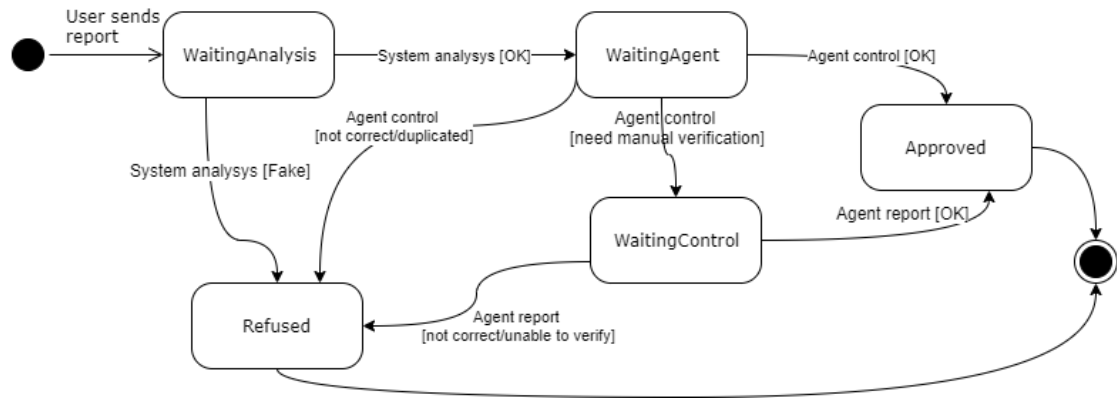 User sends
report
WaitingAnalysis
System analysys [OK]
WaitingAgent
Agent control [OK]
Agent control
[not correct/duplicated]
Agent control
[need manual verification]
Approved
System analysys [Fake]
WaitingControl
Agent report [OK]
Refused
Agent report
[not correct/unable to verify]